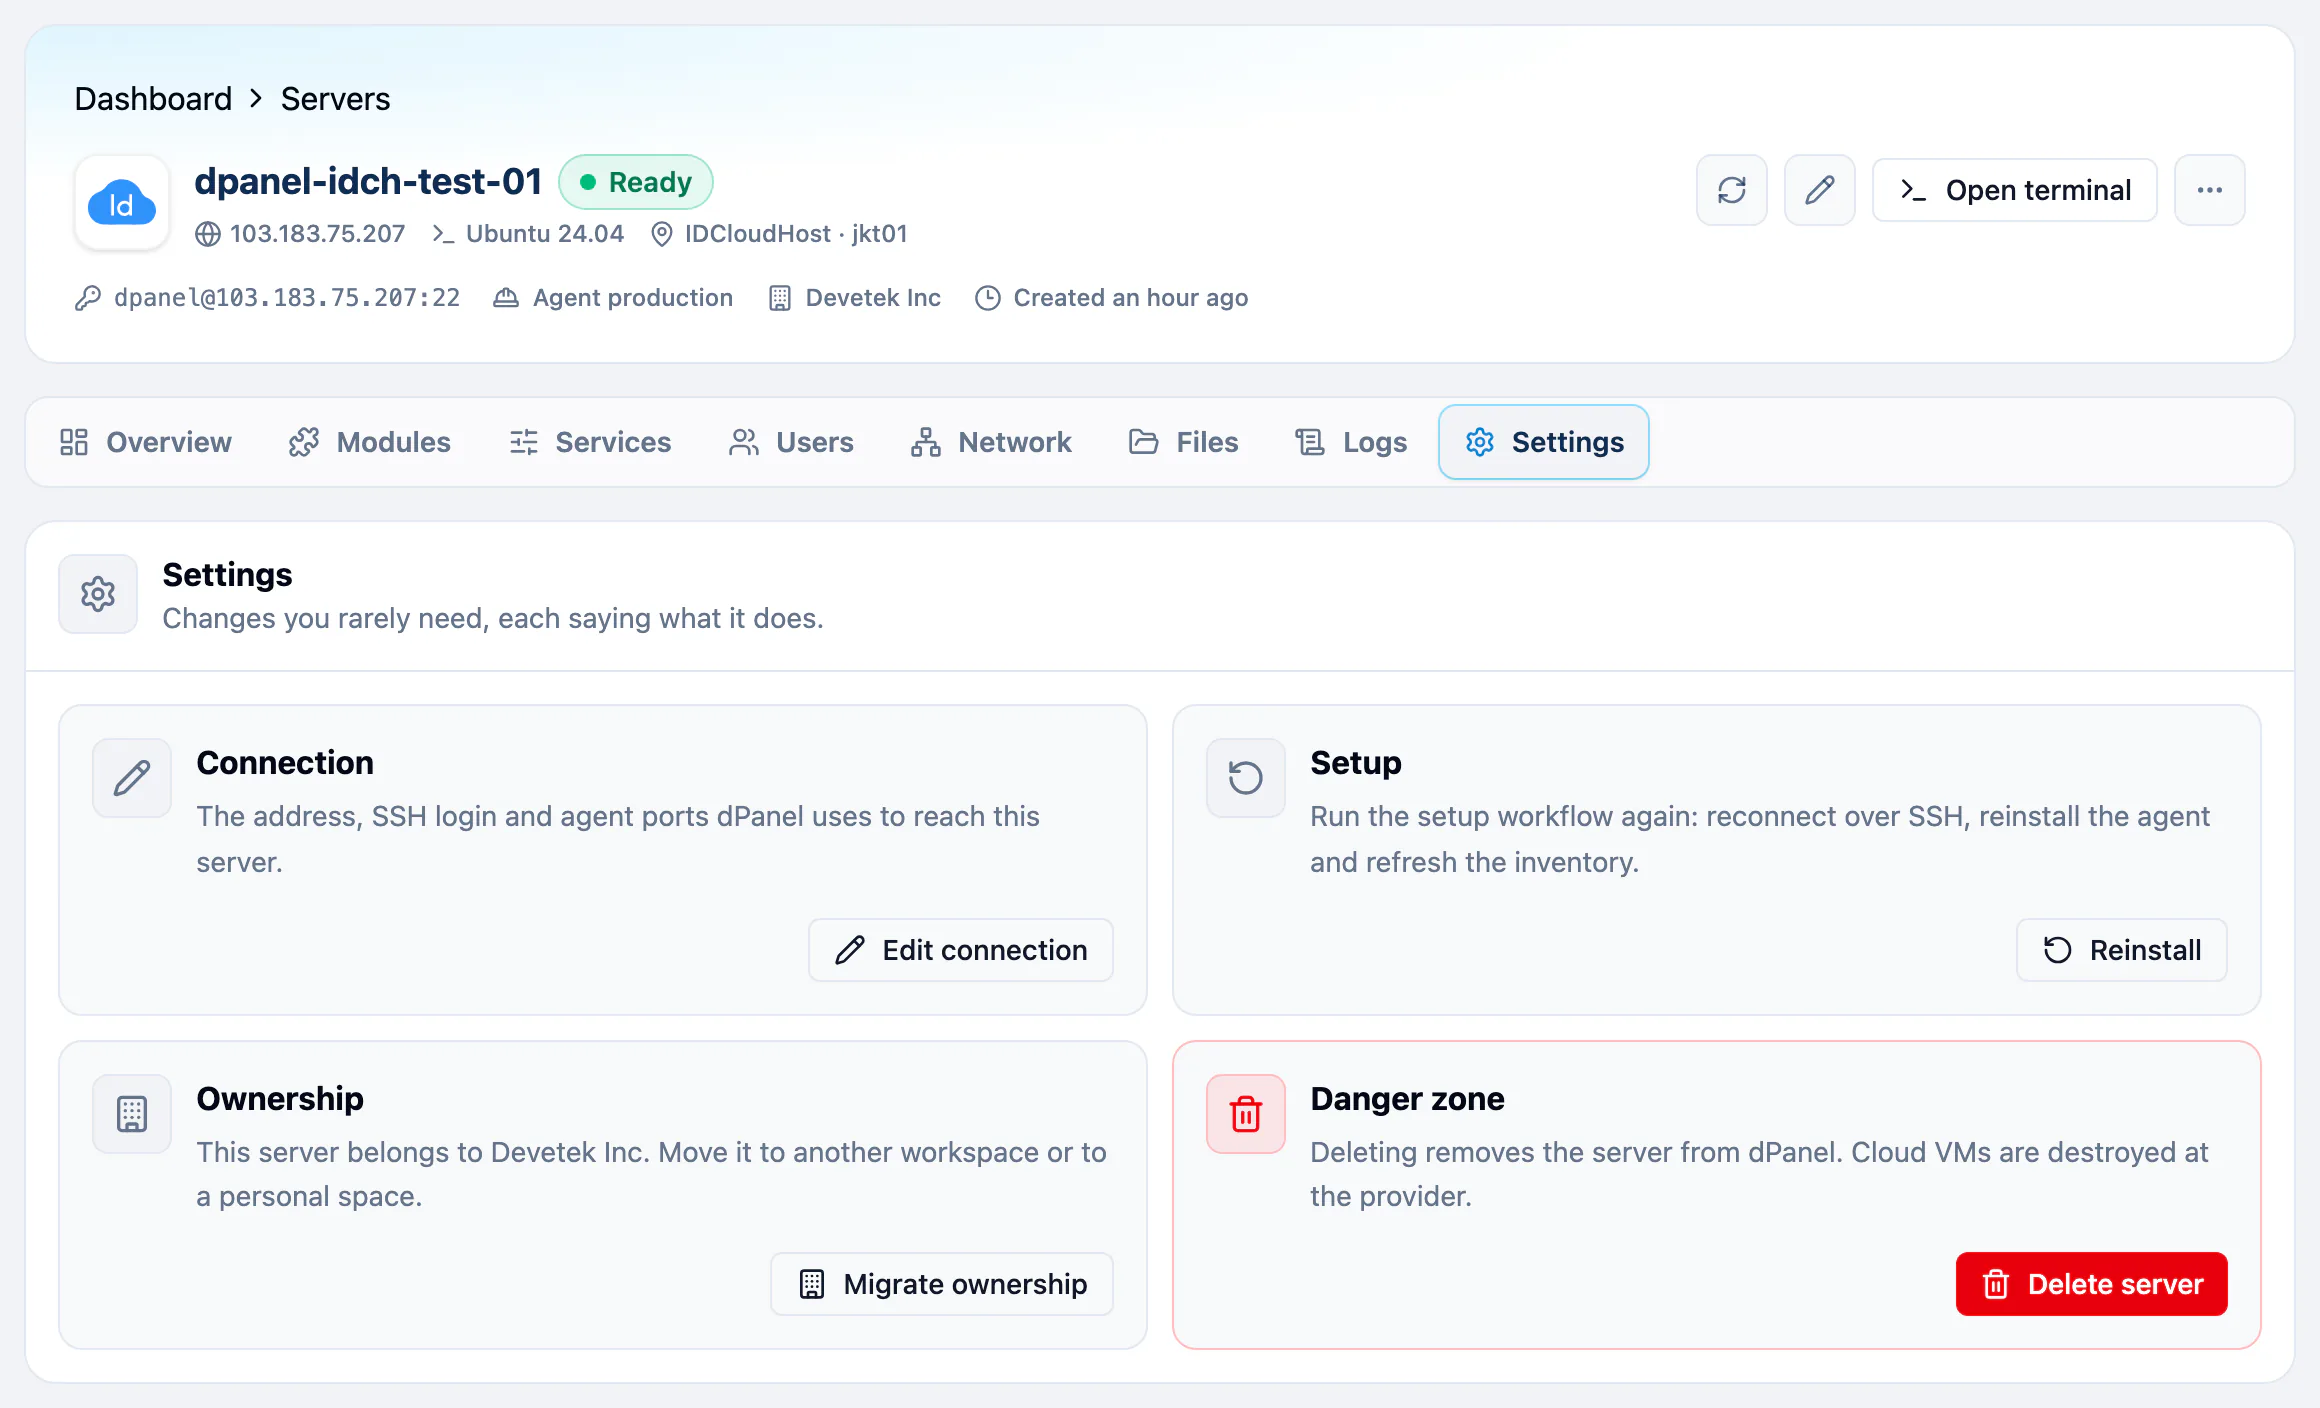 Dashboard > Servers
Id
dpanel-idch-test-01
Ready
103.183.75.207
>_ Ubuntu 24.04
IDCloudHost · jkt01
>_ Open terminal
···
dpanel@103.183.75.207:22
Agent production
Devetek Inc
Created an hour ago
Overview
Modules
Services
Users
Network
Files
Logs
Settings
Settings
Changes you rarely need, each saying what it does.
Connection
The address, SSH login and agent ports dPanel uses to reach this
server.
Edit connection
Setup
Run the setup workflow again: reconnect over SSH, reinstall the agent
and refresh the inventory.
Reinstall
Ownership
This server belongs to Devetek Inc. Move it to another workspace or to
a personal space.
Migrate ownership
Danger zone
Deleting removes the server from dPanel. Cloud VMs are destroyed at
the provider.
Delete server